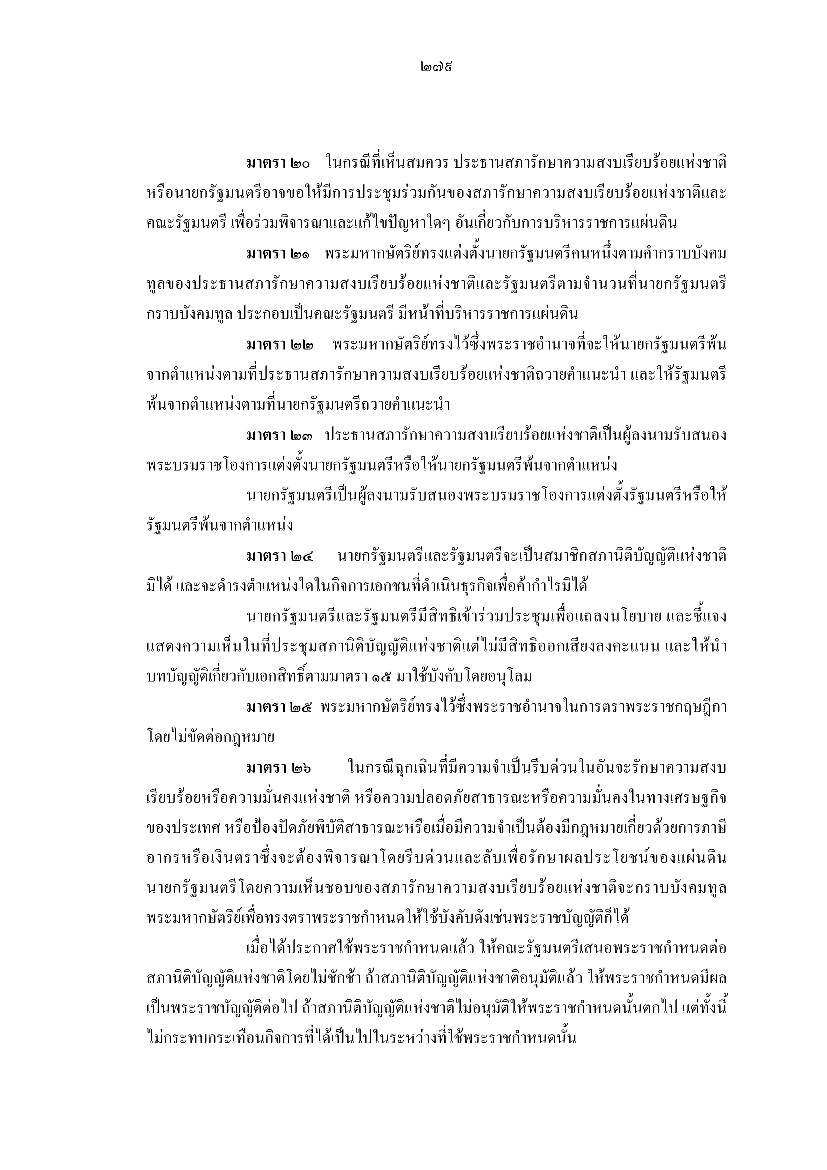 ๒๗๕
มาตรา ๒๐ ในกรณีที่เห็นสมควร ประธานสภารักษาความสงบเรียบร้อยแห่งชาติ
หรือนายกรัฐมนตรีอาจขอให้มีการประชุมร่วมกันของสภารักษาความสงบเรียบร้อยแห่งชาติและ
คณะรัฐมนตรี เพื่อร่วมพิจารณาและแก้ไขปัญหาใดๆ อันเกี่ยวกับการบริหารราชการแผ่นดิน
มาตรา ๒๑ พระมหากษัตริย์ทรงแต่งตั้งนายกรัฐมนตรีคนหนึ่งตามคำกราบบังคม
ทูลของประธานสภารักษาความสงบเรียบร้อยแห่งชาติและรัฐมนตรีตามจำนวนที่นายกรัฐมนตรี
กราบบังคมทูล ประกอบเป็นคณะรัฐมนตรี มีหน้าที่บริหารราชการแผ่นดิน
มาตรา ๒๒ พระมหากษัตริย์ทรงไว้ซึ่งพระราชอำนาจที่จะให้นายกรัฐมนตรีพ้น
จากตำแหน่งตามที่ประธานสภารักษาความสงบเรียบร้อยแห่งชาติถวายคำแนะนำ และให้รัฐมนตรี
พ้นจากตำแหน่งตามที่นายกรัฐมนตรีถวายคำแนะนำ
มาตรา ๒๓ ประธานสภารักษาความสงบเรียบร้อยแห่งชาติเป็นผู้ลงนามรับสนอง
พระบรมราชโองการแต่งตั้งนายกรัฐมนตรีหรือให้นายกรัฐมนตรีพ้นจากตำแหน่ง
นายกรัฐมนตรีเป็นผู้ลงนามรับสนองพระบรมราชโองการแต่งตั้งรัฐมนตรีหรือให้
รัฐมนตรีพ้นจากตำแหน่ง
มาตรา ๒๔ นายกรัฐมนตรีและรัฐมนตรีจะเป็นสมาชิกสภานิติบัญญัติแห่งชาติ
มิได้ และจะดำรงตำแหน่งใดในกิจการเอกชนที่ดำเนินธุรกิจเพื่อค้ากำไรมิได้
นายกรัฐมนตรีและรัฐมนตรีมีสิทธิเข้าร่วมประชุมเพื่อแถลงนโยบาย และชี้แจง
แสดงความเห็นในที่ประชุมสภานิติบัญญัติแห่งชาติแต่ไม่มีสิทธิออกเสียงลงคะแนน และให้นำ
บทบัญญัติเกี่ยวกับเอกสิทธิ์ตามมาตรา ๑๕ มาใช้บังคับโดยอนุโลม
มาตรา ๒๕ พระมหากษัตริย์ทรงไว้ซึ่งพระราชอำนาจในการตราพระราชกฤษฎีกา
โดยไม่ขัดต่อกฎหมาย
มาตรา ๒๖ ในกรณีฉุกเฉินที่มีความจำเป็นรีบด่วนในอันจะรักษาความสงบ
เรียบร้อยหรือความมั่นคงแห่งชาติ หรือความปลอดภัยสาธารณะหรือความมั่นคงในทางเศรษฐกิจ
ของประเทศ หรือป้องปัดภัยพิบัติสาธารณะหรือเมื่อมีความจำเป็นต้องมีกฎหมายเกี่ยวด้วยการภาษี
อากรหรือเงินตราซึ่งจะต้องพิจารณาโดยรีบด่วนและลับเพื่อรักษาผลประโยชน์ของแผ่นดิน
นายกรัฐมนตรีโดยความเห็นชอบของสภารักษาความสงบเรียบร้อยแห่งชาติจะกราบบังคมทูล
พระมหากษัตริย์เพื่อทรงตราพระราชกำหนดให้ใช้บังคับดังเช่นพระราชบัญญัติก็ได้
เมื่อได้ประกาศใช้พระราชกำหนดแล้ว ให้คณะรัฐมนตรีเสนอพระราชกำหนดต่อ
สภานิติบัญญัติแห่งชาติโดยไม่ชักช้า ถ้าสภานิติบัญญัติแห่งชาติอนุมัติแล้ว ให้พระราชกำหนดมีผล
เป็นพระราชบัญญัติต่อไป ถ้าสภานิติบัญญัติแห่งชาติไม่อนุมัติให้พระราชกำหนดนั้นตกไป แต่ทั้งนี้
ไม่กระทบกระเทือนกิจการที่ได้เป็นไปในระหว่างที่ใช้พระราชกำหนดนั้น